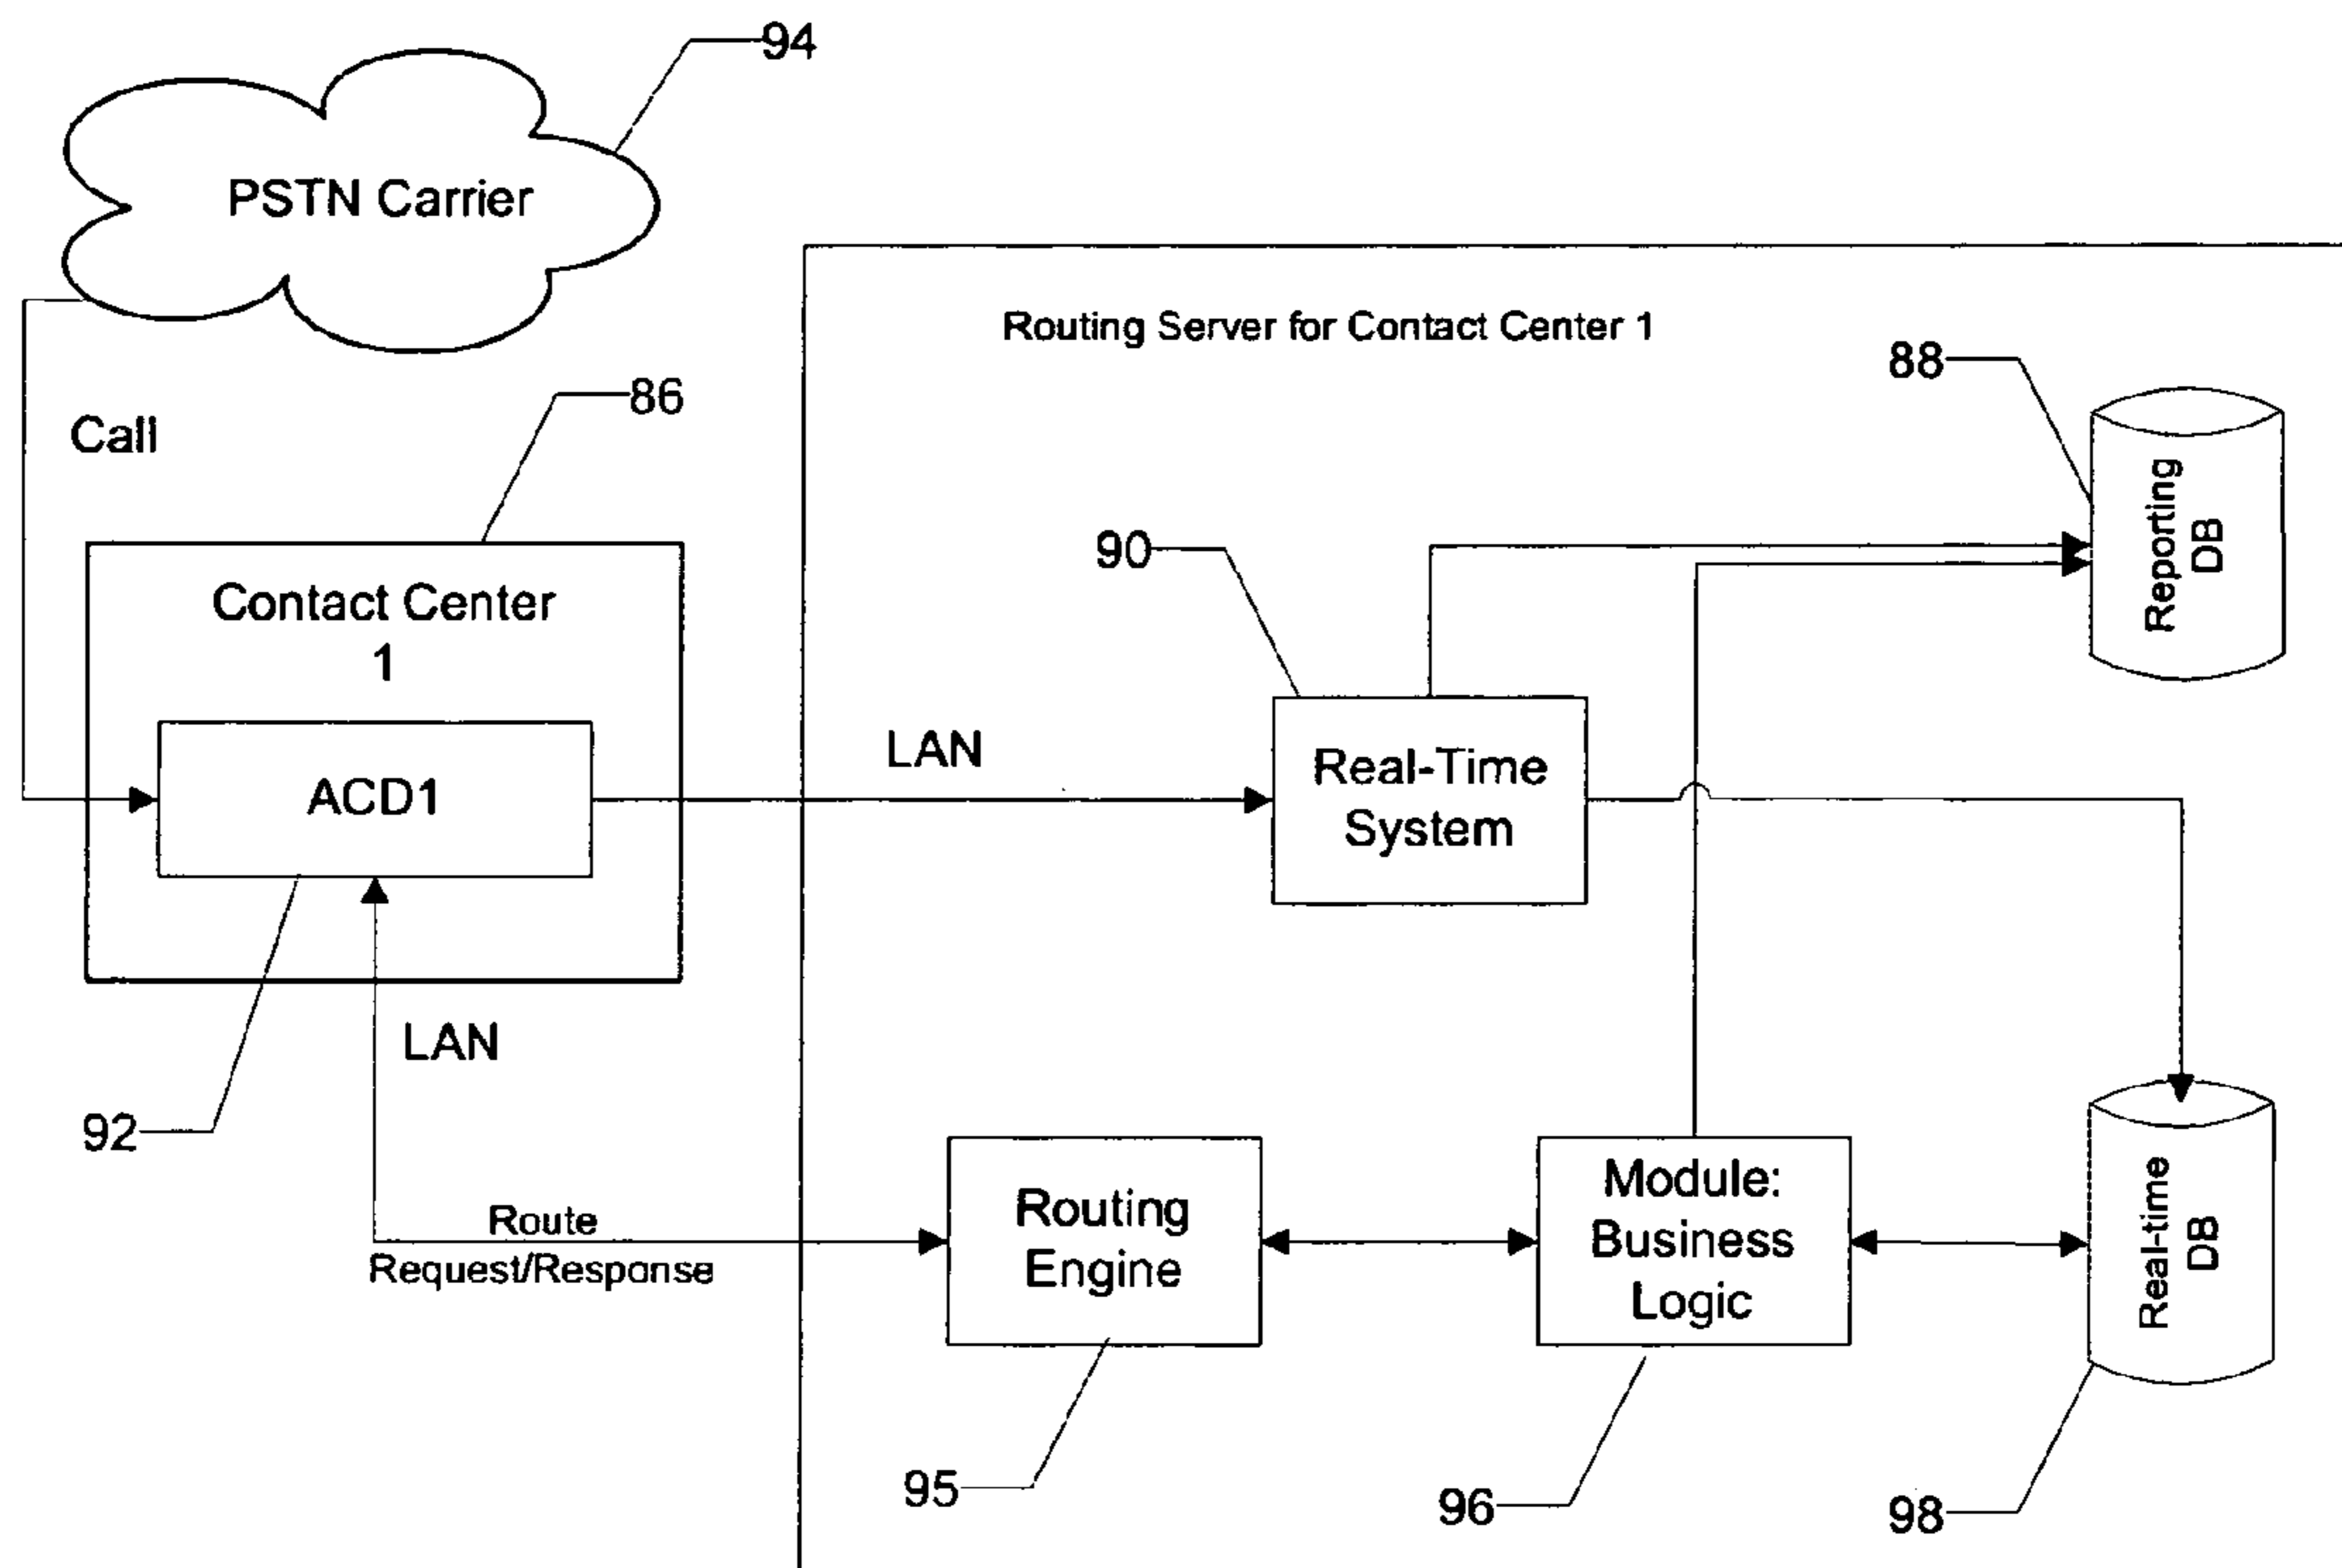 94
PSTN Carrier
Routing Server for Contact Center 1
88
86
Call
Reporting
DB
90
Contact Center
1
LAN
Real-Time
System
ACD1
LAN
92
Route
Request/Response
Routing
Engine
Module:
Business
Logic
Real-time
DB
95
96
98